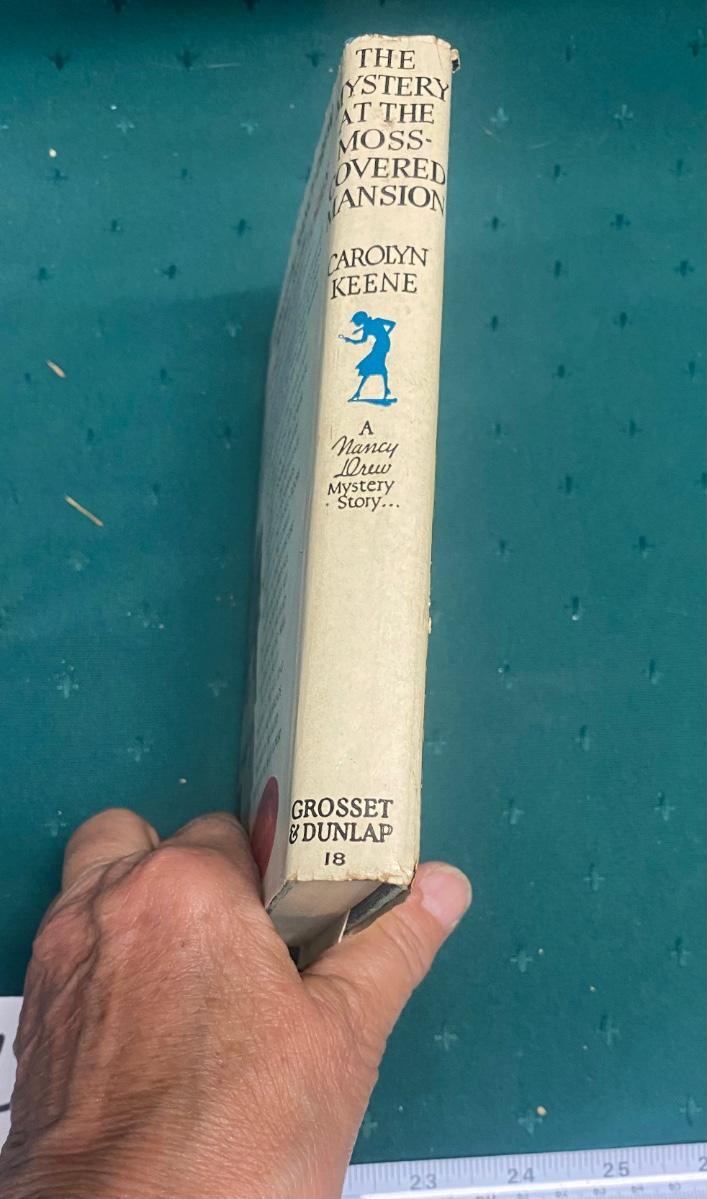 THE
MYSTERY
AT THE
MOSS-
COVERED
MANSION
CAROLYN
KEENE
A
Nancy
Drew
Mystery
Story...
GROSSET
& DUNLAP
18
23 24 25